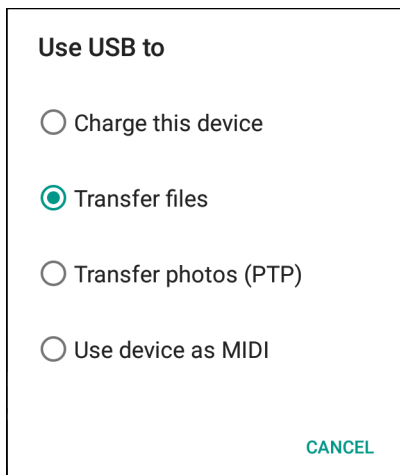 Use USB to
Charge this device
Transfer files
Transfer photos (PTP)
Use device as MIDI
CANCEL